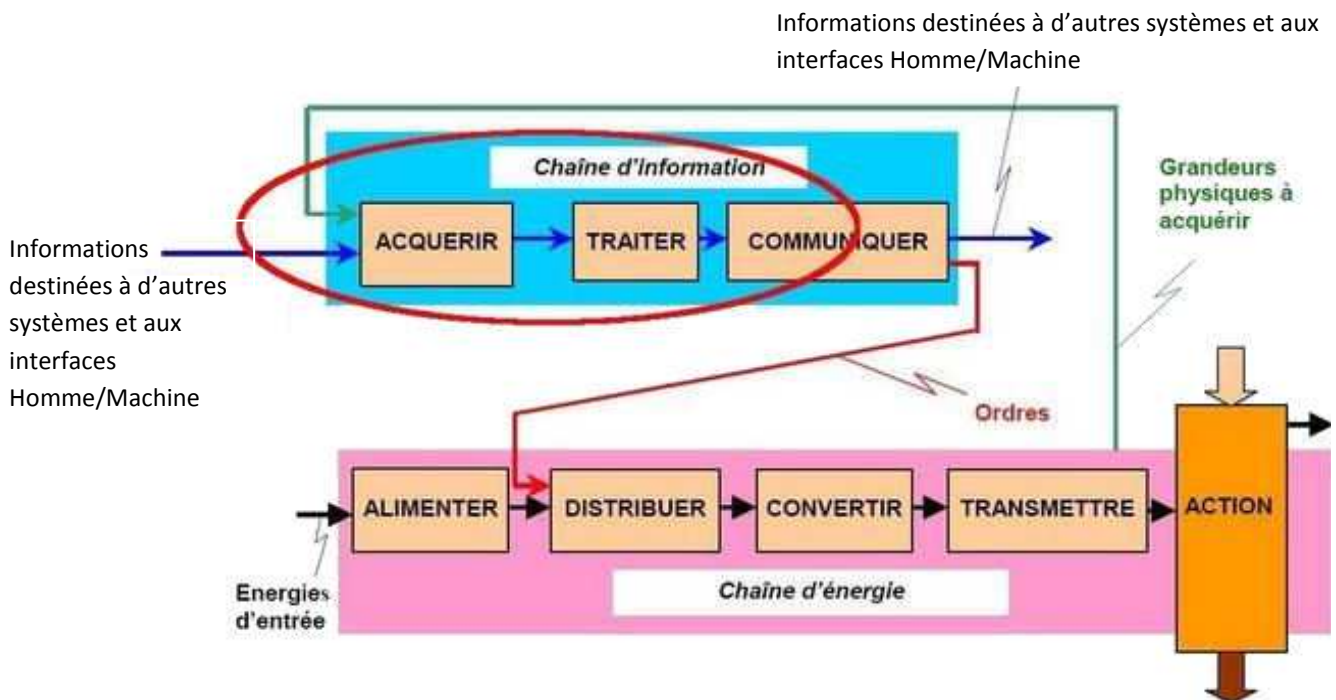 Informations destinées à d’autres systèmes et aux
interfaces Homme/Machine
Chaîne d’information
Grandeurs
physiques à
acquérir
ACQUERIR
TRAITER
COMMUNIQUER
Informations
destinées à d’autres
systèmes et aux
interfaces
Homme/Machine
Ordres
ALIMENTER
DISTRIBUER
CONVERTIR
TRANSMETTRE
ACTION
Energies
d’entrée
Chaîne d’énergie